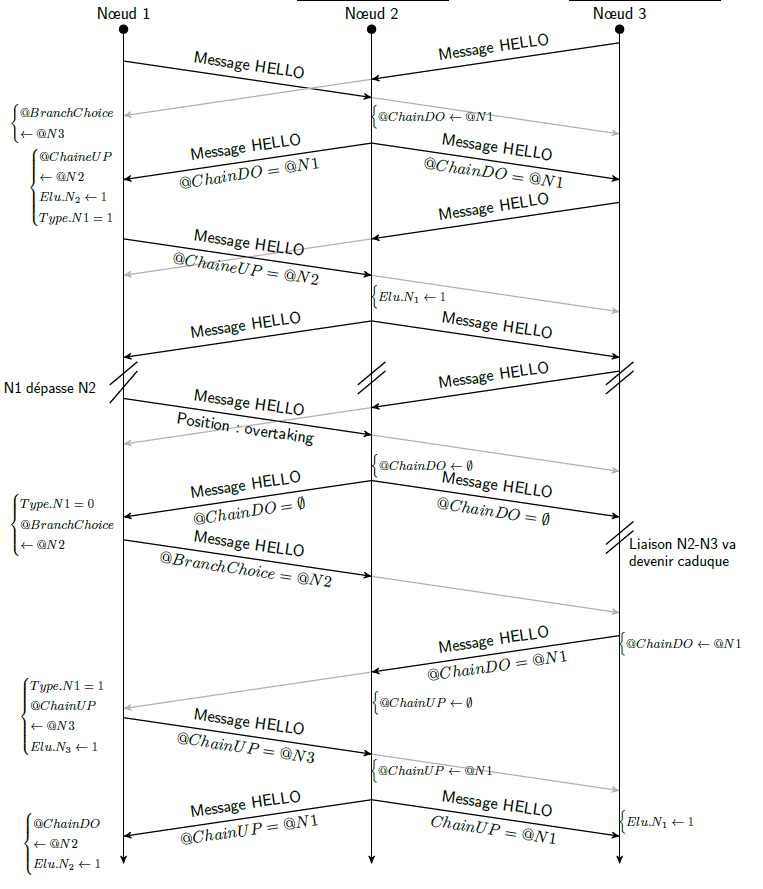 Nœud 1 Nœud 2 Nœud 3
Message HELLO
Message HELLO
@BranchChoice
← @N3
@ChainDO ← @N1
@ChaineUP
← @N2
Elu.N₂ ← 1
Type.N1 = 1
Message HELLO
@ChainDO = @N1
Message HELLO
@ChainDO = @N1
Message HELLO
Message HELLO
@ChaineUP = @N2
Elu.N₁ ← 1
Message HELLO
Message HELLO
N1 dépasse N2
Message HELLO
Message HELLO
Position : overtaking
@ChainDO ← ∅
Message HELLO
@ChainDO = ∅
Message HELLO
@ChainDO = ∅
Type.N1 = 0
@BranchChoice
← @N2
Message HELLO
@BranchChoice = @N2
Liaison N2-N3 va
devenir caduque
@ChainDO ← @N1
Message HELLO
@ChainDO = @N1
Type.N1 = 1
@ChainUP
← @N3
Elu.N₃ ← 1
@ChainUP ← ∅
Message HELLO
@ChainUP = @N3
@ChainUP ← @N1
Message HELLO
@ChainUP = @N1
Message HELLO
ChainUP = @N1
Elu.N₁ ← 1
@ChainDO
← @N2
Elu.N₂ ← 1